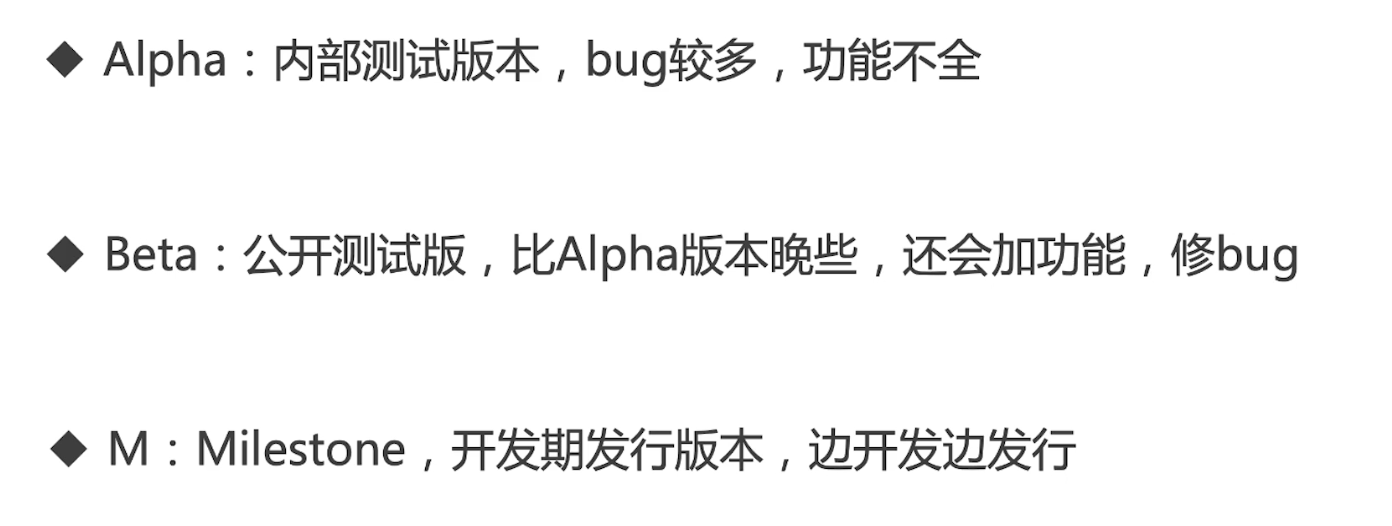 ◆ Alpha：内部测试版本，bug较多，功能不全
◆ Beta：公开测试版，比Alpha版本晚些，还会加功能，修bug
◆ M：Milestone，开发期发行版本，边开发边发行